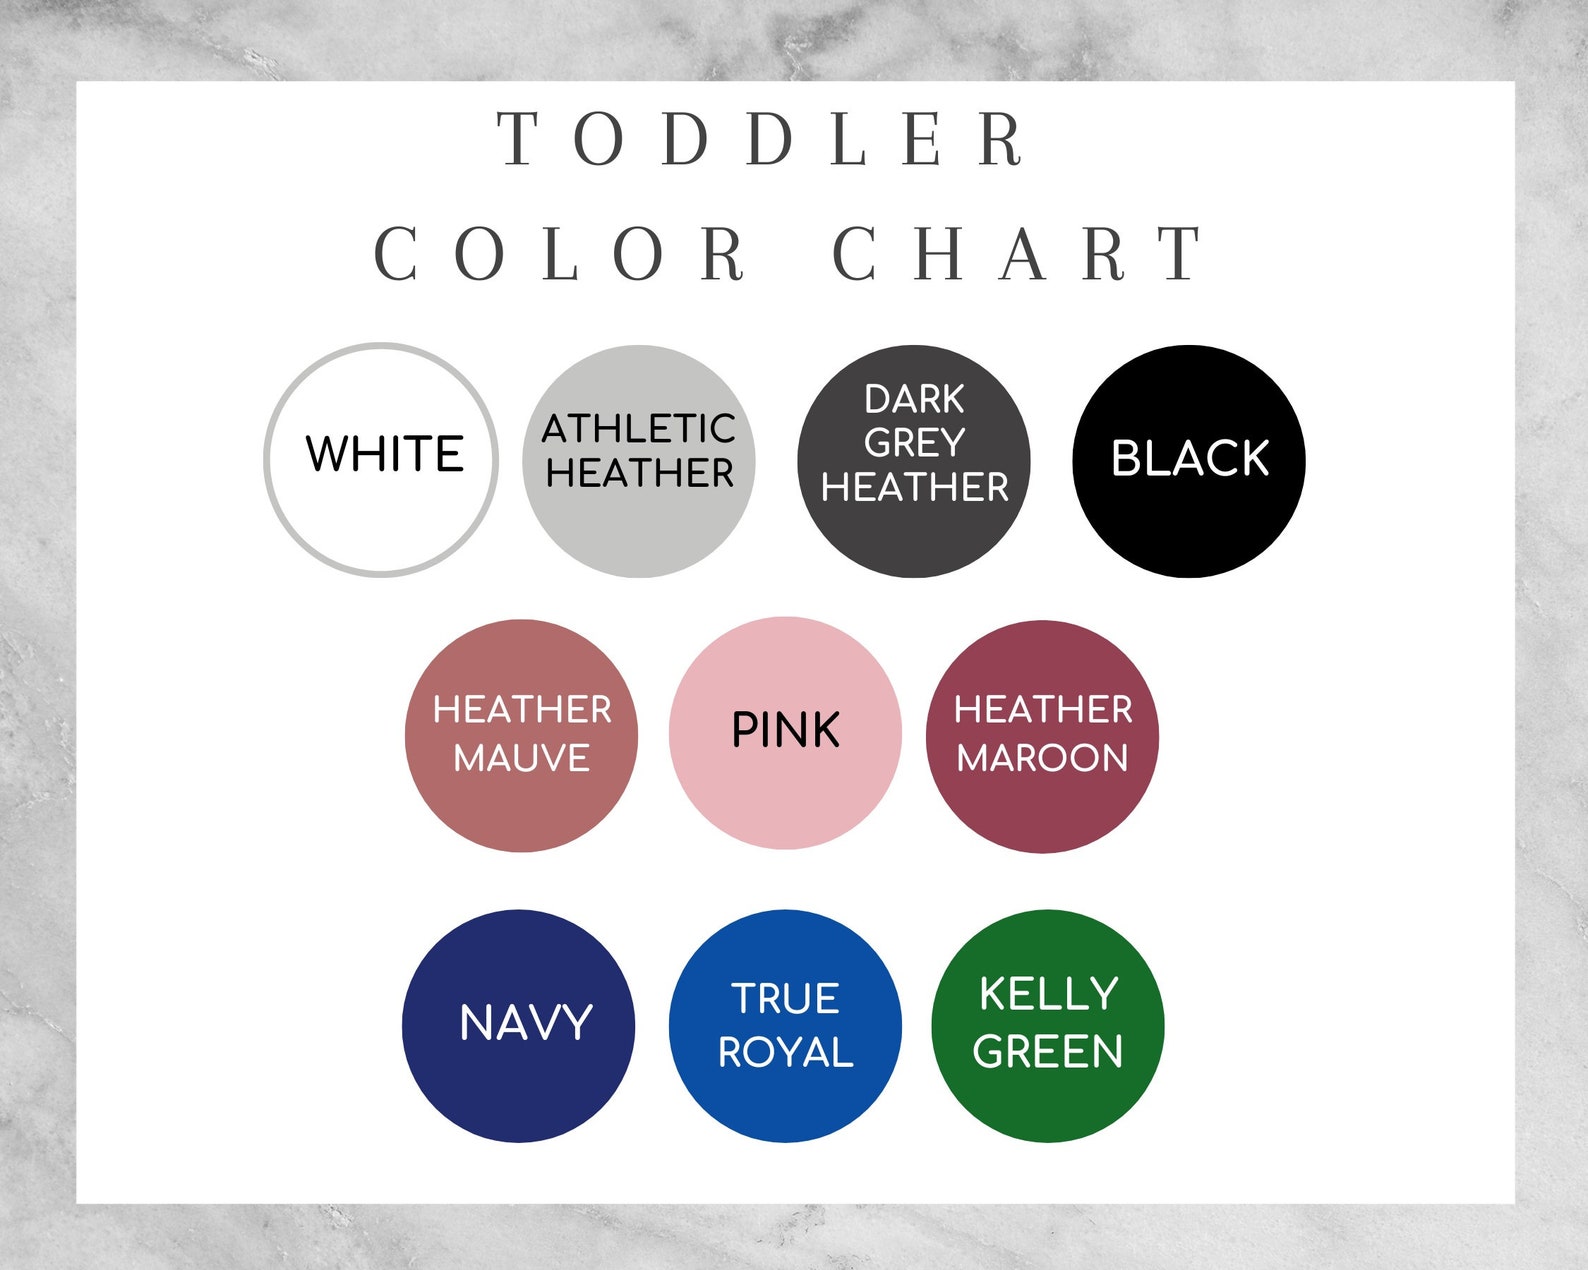 TODDLER
COLOR CHART
WHITE
ATHLETIC
HEATHER
DARK
GREY
HEATHER
BLACK
HEATHER
MAUVE
PINK
HEATHER
MAROON
NAVY
TRUE
ROYAL
KELLY
GREEN